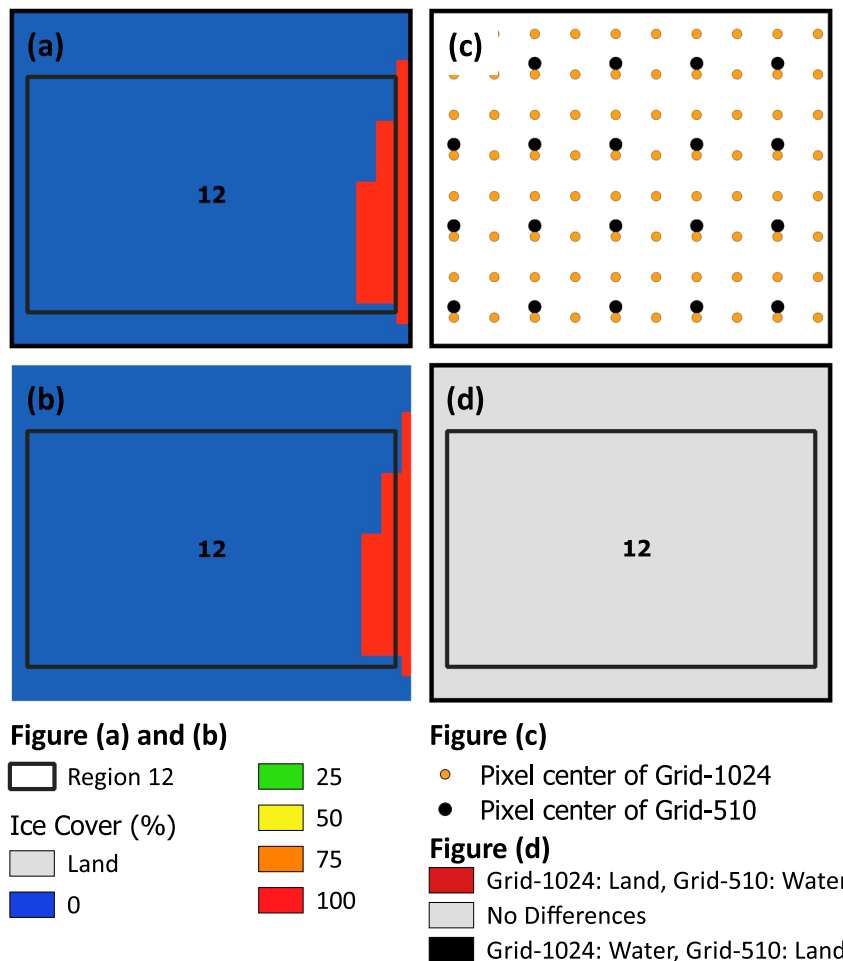 (a)
12
(c)
(b)
12
(d)
12
Figure (a) and (b)
Region 12
Ice Cover (%)
Land
0
25
50
75
100
Figure (c)
Pixel center of Grid-1024
Pixel center of Grid-510
Figure (d)
Grid-1024: Land, Grid-510: Water
No Differences
Grid-1024: Water, Grid-510: Land